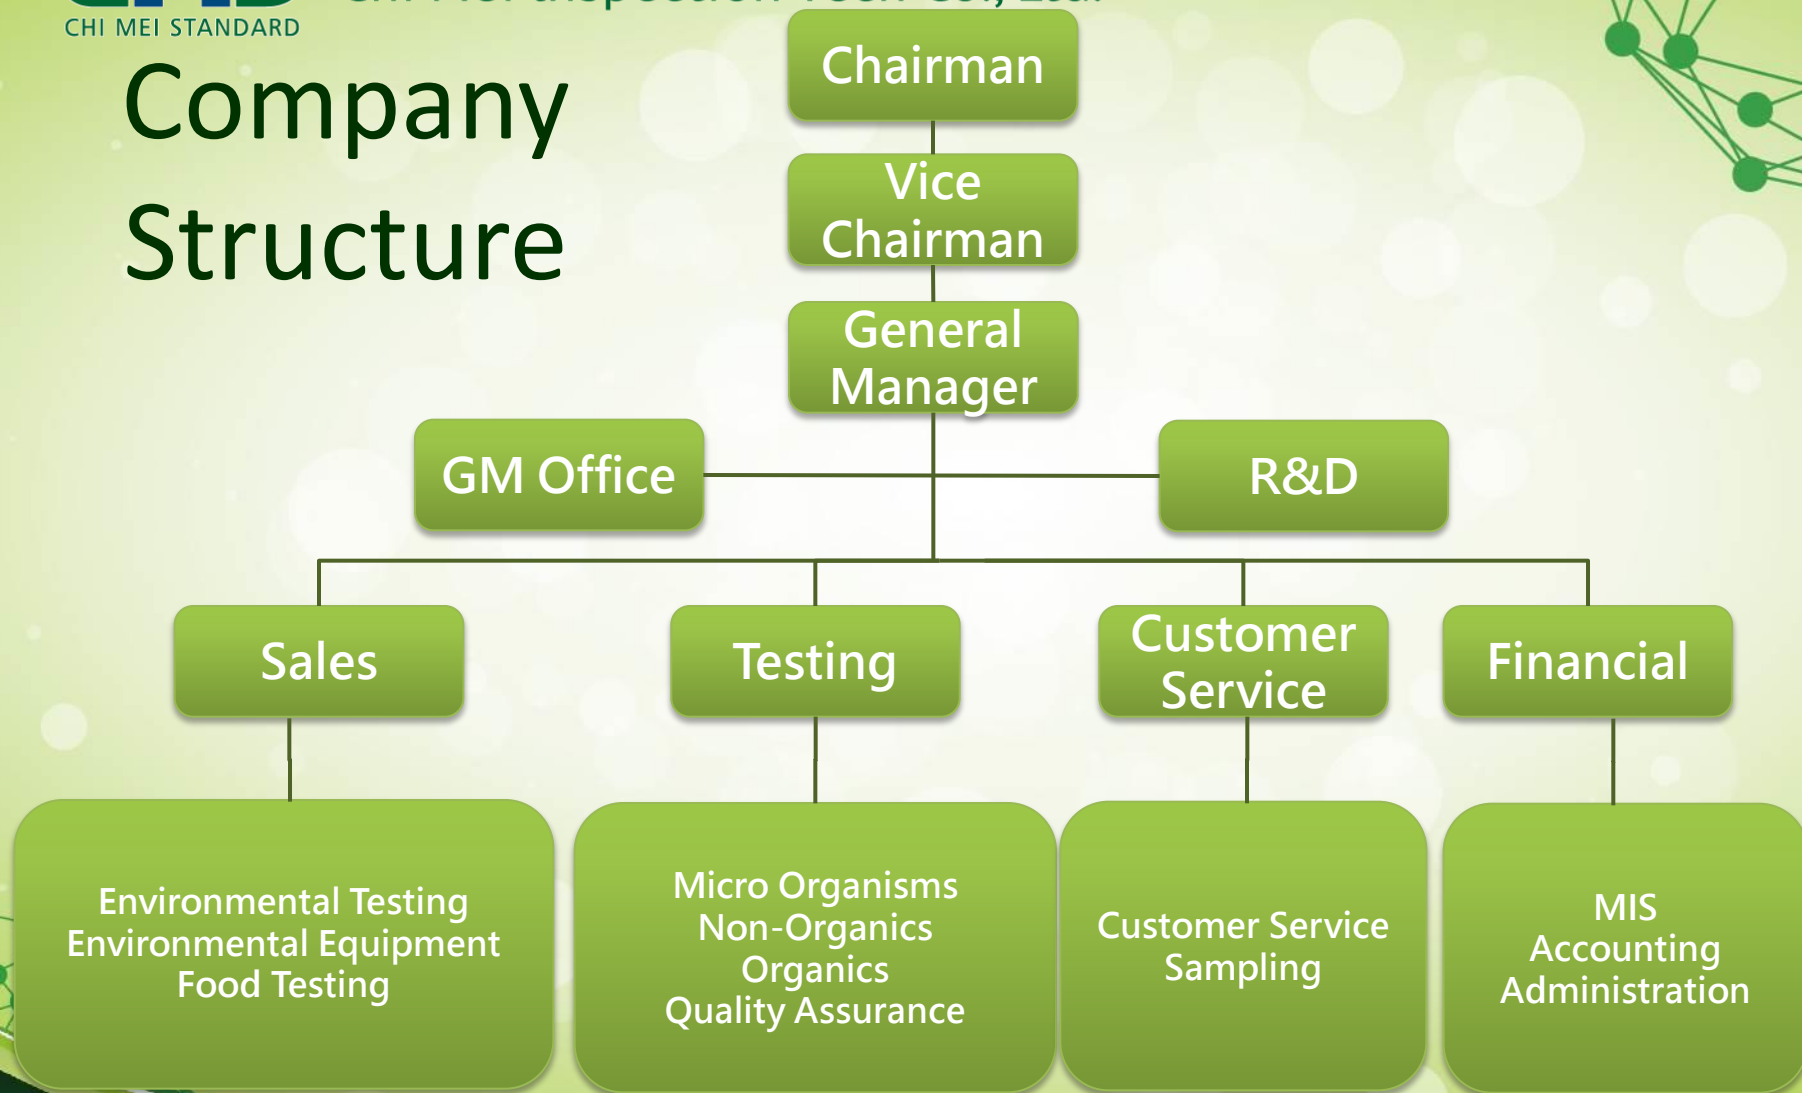 CHI MEI STANDARD
Company
Structure
Chairman
Vice
Chairman
General
Manager
GM Office
R&D
Sales
Testing
Customer
Service
Financial
Environmental Testing
Environmental Equipment
Food Testing
Micro Organisms
Non-Organics
Organics
Quality Assurance
Customer Service
Sampling
MIS
Accounting
Administration